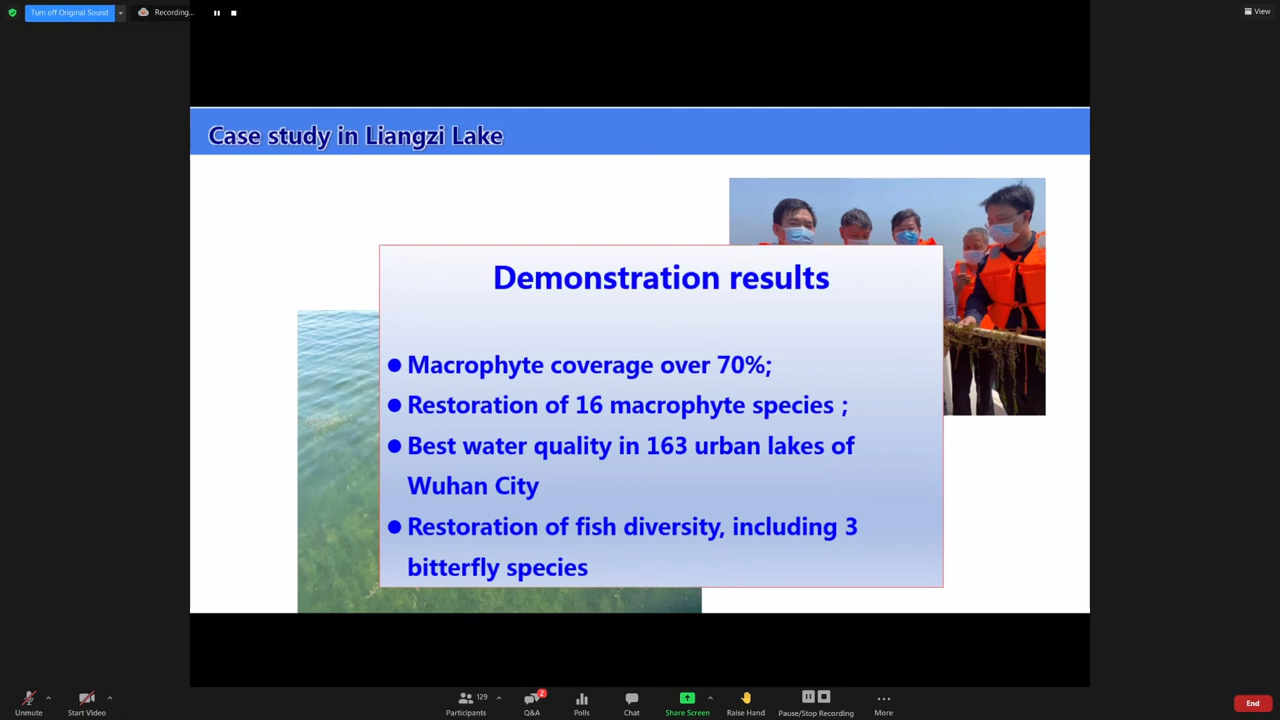 Turn off Original Sound
Recording...
View
Case study in Liangzi Lake
Demonstration results
● Macrophyte coverage over 70%;
● Restoration of 16 macrophyte species ;
● Best water quality in 163 urban lakes of
Wuhan City
● Restoration of fish diversity, including 3
bitterfly species
Unmute
Start Video
129
Participants
2
Q&A
Polls
Chat
Share Screen
Raise Hand
Pause/Stop Recording
More
End